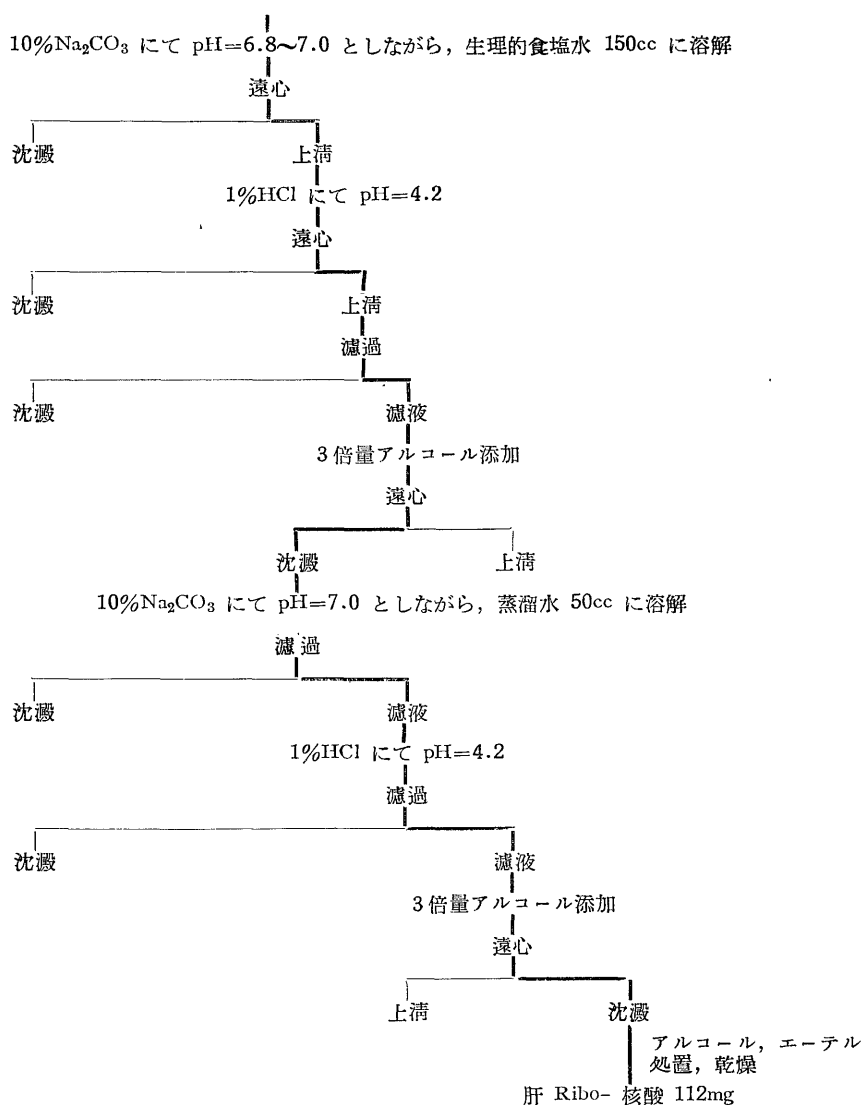 10%Na₂CO₃ にて pH=6.8~7.0 としながら，生理的食塩水 150cc に溶解
遠心
沈澱 上淸
1%HCl にて pH=4.2
遠心
沈澱 上淸
濾過
沈澱 濾液
3倍量アルコール添加
遠心
沈澱 上淸
10%Na₂CO₃ にて pH=7.0 としながら，蒸溜水 50cc に溶解
濾過
沈澱 濾液
1%HCl にて pH=4.2
濾過
沈澱 濾液
3倍量アルコール添加
遠心
上淸 沈澱
アルコール，エーテル
処置，乾燥
肝 Ribo- 核酸 112mg